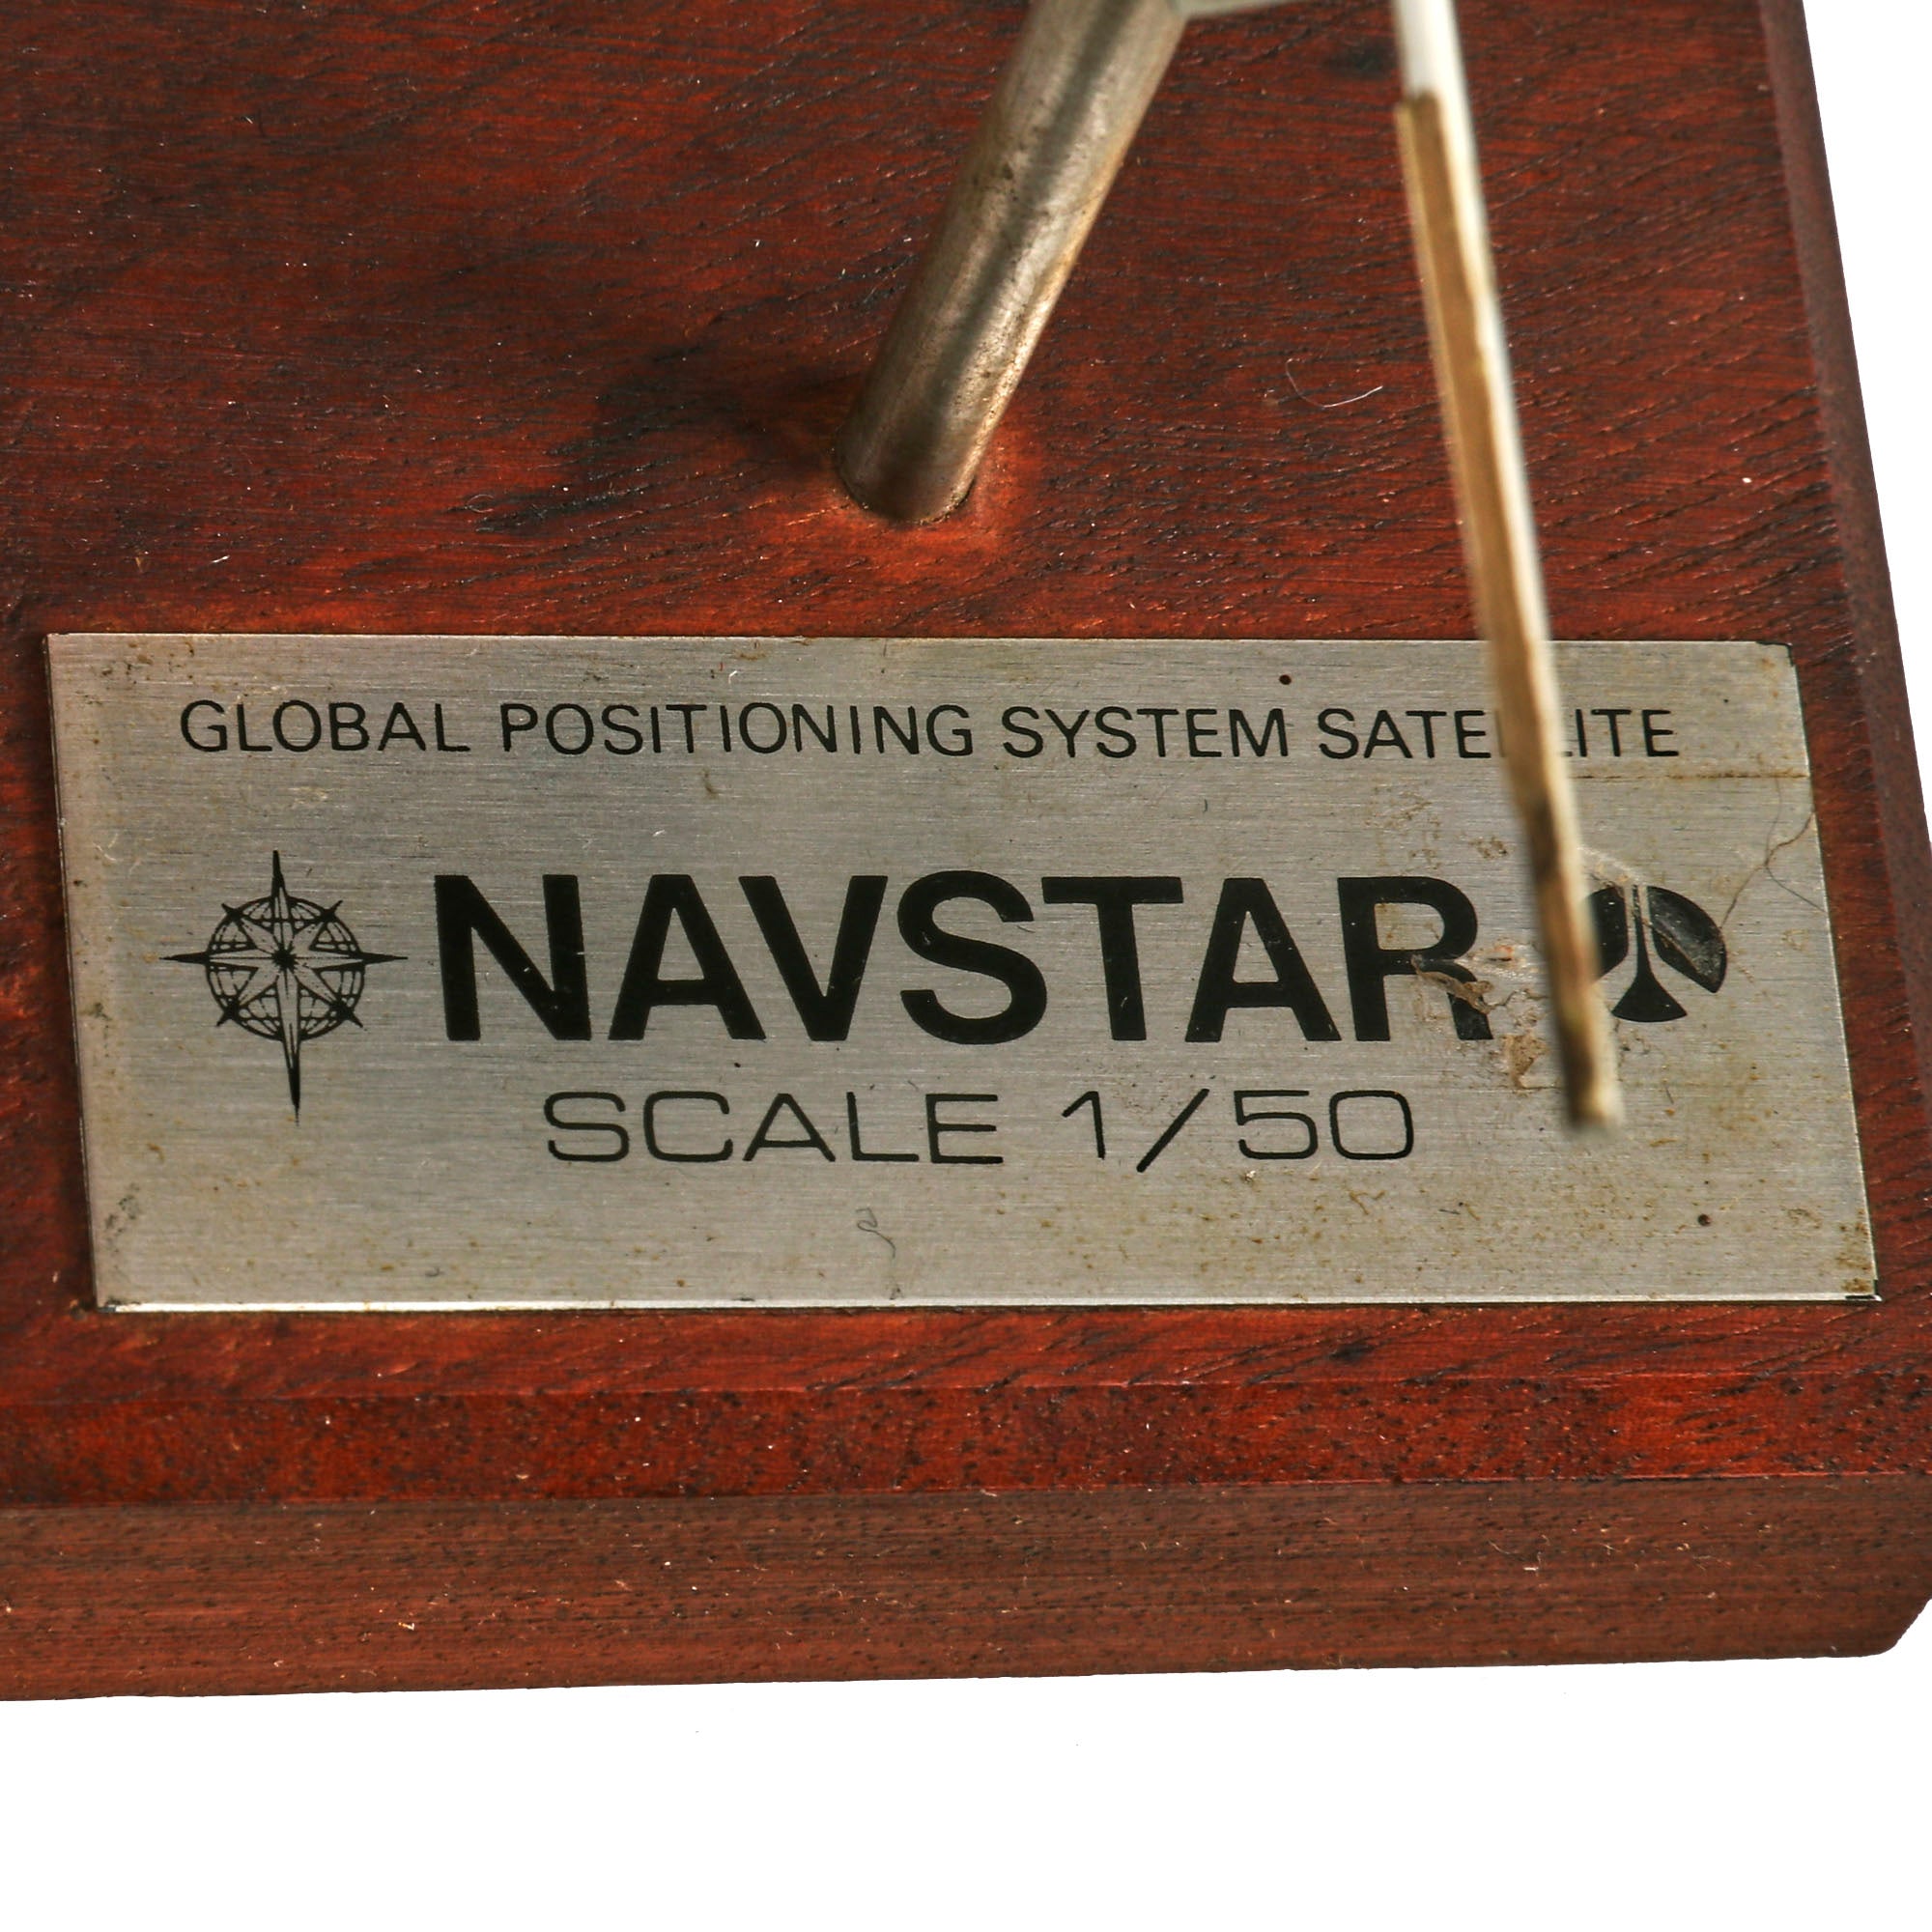 GLOBAL POSITIONING SYSTEM SATELLITE
NAVSTAR
SCALE 1/50